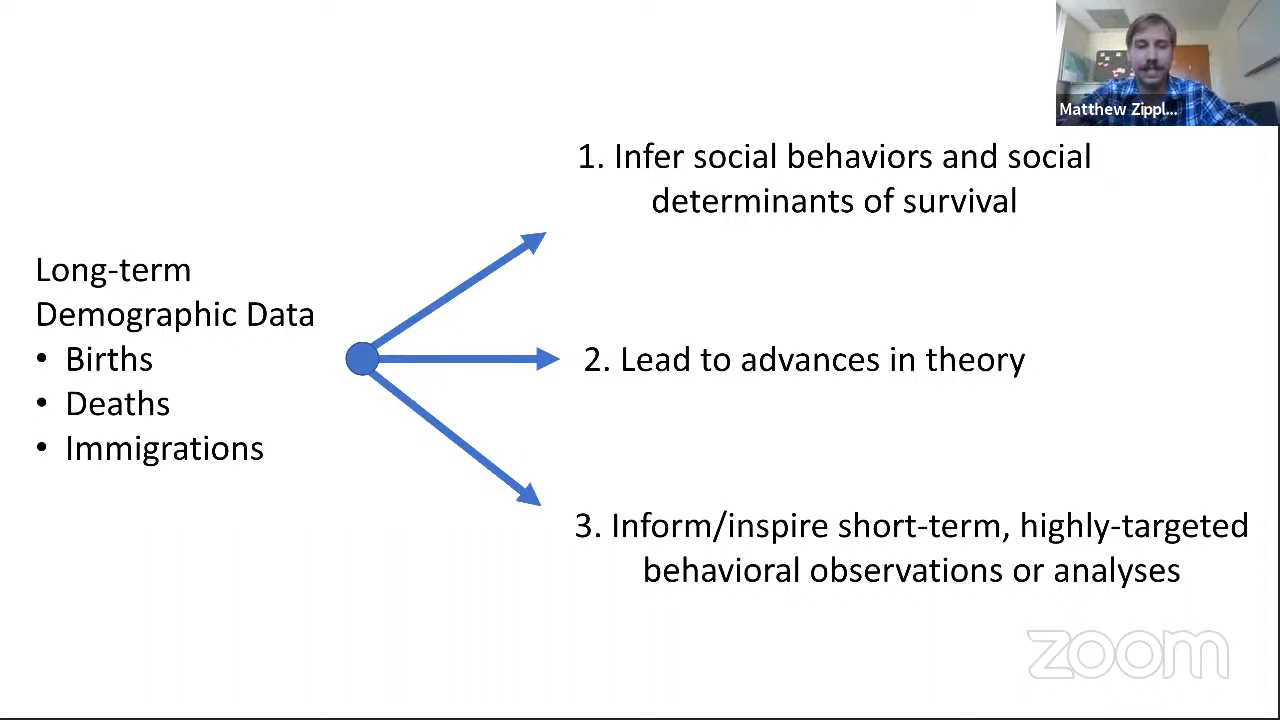 Matthew Zippl...
1. Infer social behaviors and social
determinants of survival
Long-term
Demographic Data
• Births
• Deaths
• Immigrations
2. Lead to advances in theory
3. Inform/inspire short-term, highly-targeted
behavioral observations or analyses
zoom